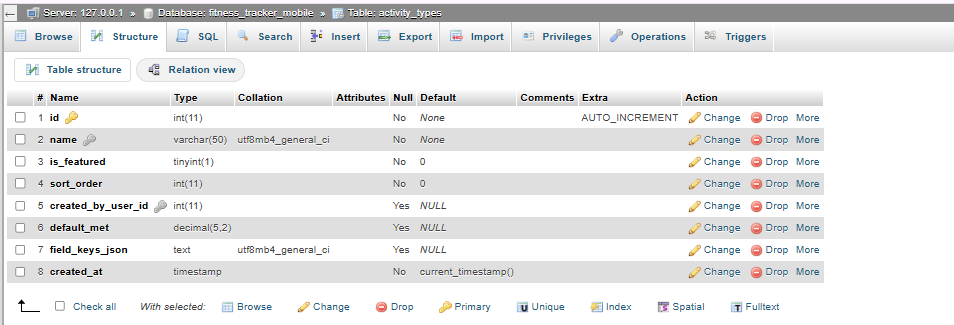 Server: 127.0.0.1 » Database: fitness_tracker_mobile » Table: activity_types
Browse Structure SQL Search Insert Export Import Privileges Operations Triggers
Table structure Relation view
# Name Type Collation Attributes Null Default Comments Extra Action
1 id int(11) No None AUTO_INCREMENT Change Drop More
2 name varchar(50) utf8mb4_general_ci No None Change Drop More
3 is_featured tinyint(1) No 0 Change Drop More
4 sort_order int(11) No 0 Change Drop More
5 created_by_user_id int(11) Yes NULL Change Drop More
6 default_met decimal(5,2) Yes NULL Change Drop More
7 field_keys_json text utf8mb4_general_ci Yes NULL Change Drop More
8 created_at timestamp No current_timestamp() Change Drop More
Check all With selected: Browse Change Drop Primary Unique Index Spatial Fulltext